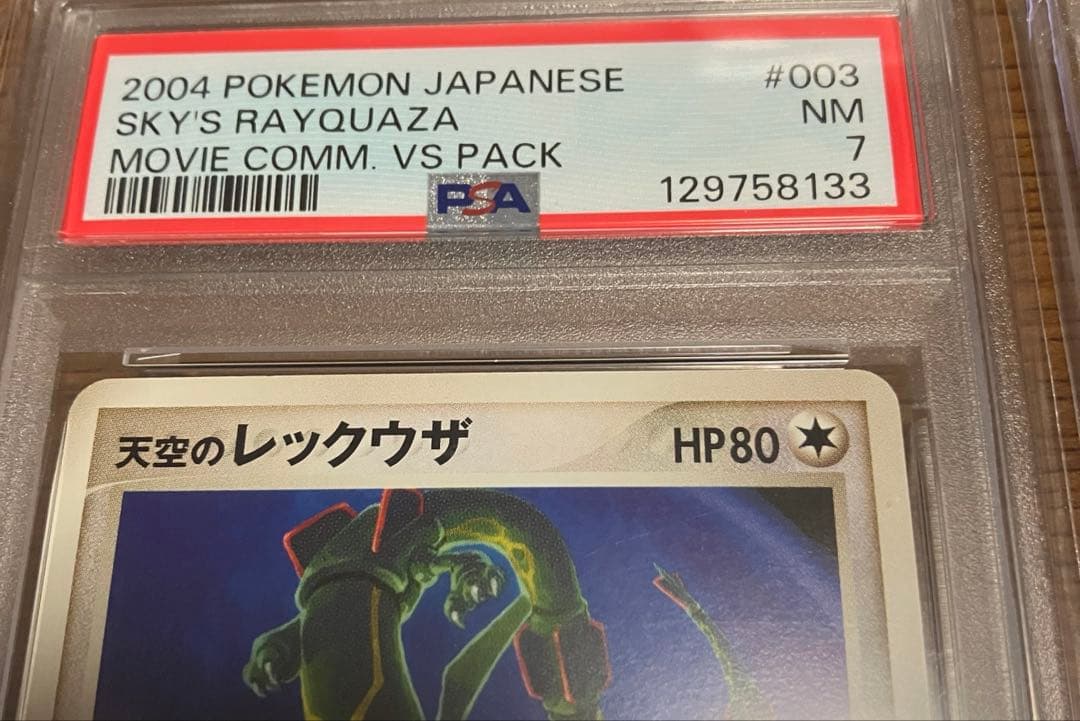 2004 POKEMON JAPANESE #003
SKY'S RAYQUAZA NM
MOVIE COMM. VS PACK 7
PSA 129758133
天空のレックウザ HP80